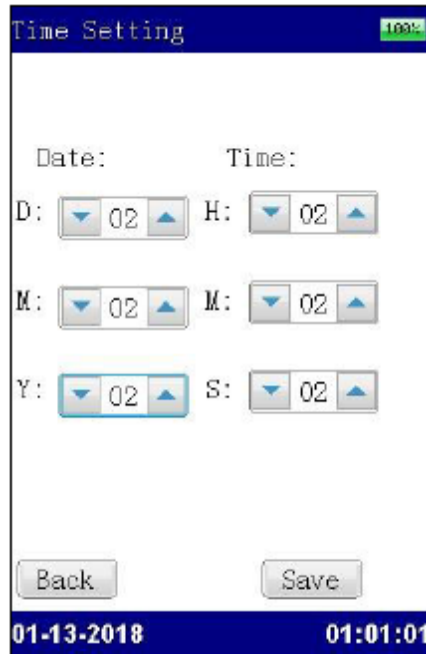 Time Setting 100%
Date: Time:
D: 02 H: 02
M: 02 M: 02
Y: 02 S: 02
Back Save
01-13-2018 01:01:01